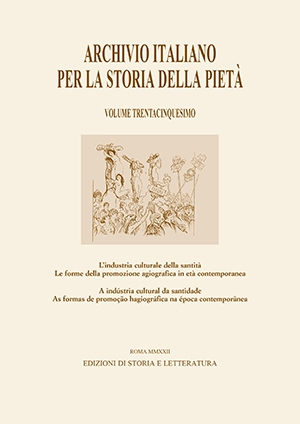 ARCHIVIO ITALIANO
PER LA STORIA DELLA PIETÀ
VOLUME TRENTACINQUESIMO
L'industria culturale della santità
Le forme della promozione agiografica in età contemporanea
A indústria cultural da santidade
As formas de promoção hagiográfica na época contemporânea
ROMA MMXXII
EDIZIONI DI STORIA E LETTERATURA